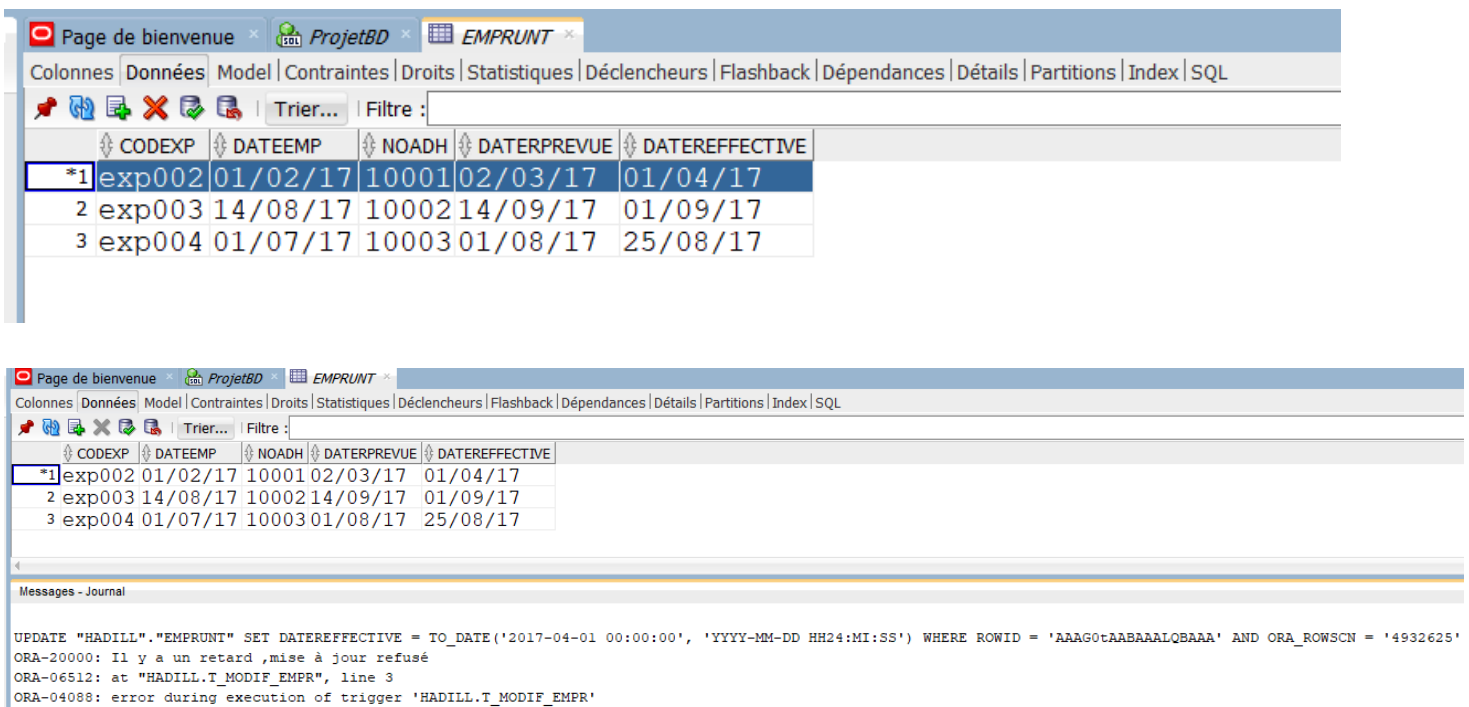 Page de bienvenue ProjetBD EMPRUNT
Colonnes Données Model Contraintes Droits Statistiques Déclencheurs Flashback Dépendances Détails Partitions Index SQL
Trier... Filtre :
CODEXP DATEEMP NOADH DATERPREVUE DATEREFFECTIVE
*1 exp002 01/02/17 10001 02/03/17 01/04/17
2 exp003 14/08/17 10002 14/09/17 01/09/17
3 exp004 01/07/17 10003 01/08/17 25/08/17
Page de bienvenue ProjetBD EMPRUNT
Colonnes Données Model Contraintes Droits Statistiques Déclencheurs Flashback Dépendances Détails Partitions Index SQL
Trier... Filtre :
CODEXP DATEEMP NOADH DATERPREVUE DATEREFFECTIVE
*1 exp002 01/02/17 10001 02/03/17 01/04/17
2 exp003 14/08/17 10002 14/09/17 01/09/17
3 exp004 01/07/17 10003 01/08/17 25/08/17
Messages - Journal
UPDATE "HADILL"."EMPRUNT" SET DATEREFFECTIVE = TO_DATE('2017-04-01 00:00:00', 'YYYY-MM-DD HH24:MI:SS') WHERE ROWID = 'AAAG0tAABAAALQBAAA' AND ORA_ROWSCN = '4932625'
ORA-20000: Il y a un retard ,mise à jour refusé
ORA-06512: at "HADILL.T_MODIF_EMPR", line 3
ORA-04088: error during execution of trigger 'HADILL.T_MODIF_EMPR'